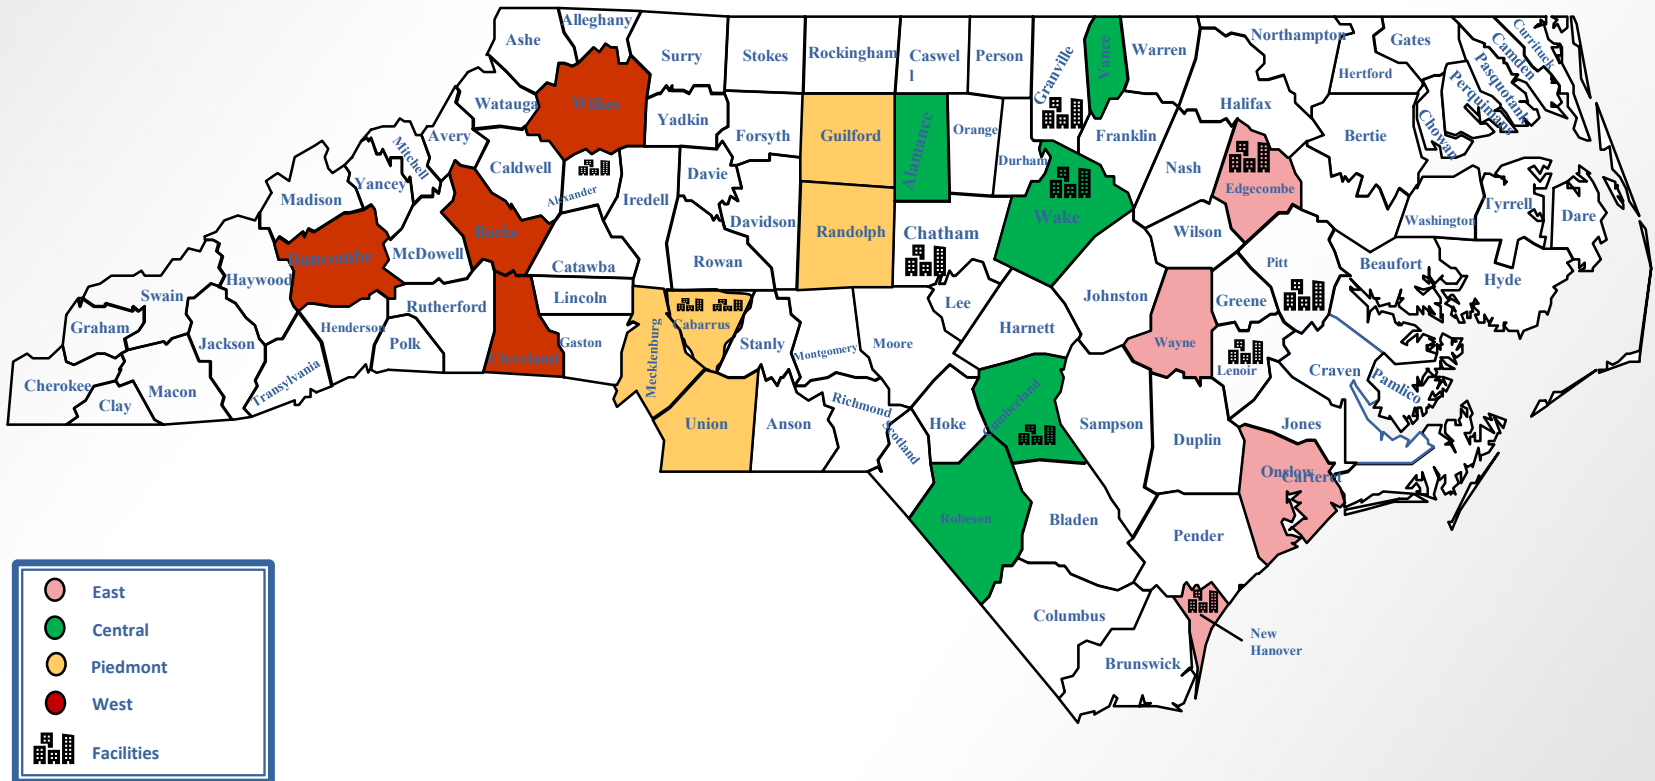 Alleghany
Ashe
Surry
Stokes
Rockingham
Caswel
l
Person
Granville
Vance
Warren
Northampton
Gates
Currituck
Camden
Pasquotank
Perquimans
Chowan
Hertford
Halifax
Bertie
Watauga
Wilkes
Yadkin
Forsyth
Guilford
Alamance
Orange
Durham
Franklin
Nash
Edgecombe
Avery
Mitchell
Caldwell
Alexander
Iredell
Davie
Davidson
Randolph
Chatham
Wake
Wilson
Washington
Tyrrell
Dare
Madison
Yancey
Buncombe
McDowell
Burke
Catawba
Rowan
Pitt
Beaufort
Hyde
Haywood
Swain
Graham
Jackson
Henderson
Rutherford
Polk
Cleveland
Lincoln
Gaston
Mecklenburg
Cabarrus
Stanly
Montgomery
Moore
Lee
Harnett
Johnston
Wayne
Greene
Lenoir
Craven
Pamlico
Cherokee
Clay
Macon
Transylvania
Union
Anson
Richmond
Scotland
Hoke
Cumberland
Sampson
Duplin
Jones
Onslow
Carteret
Robeson
Bladen
Pender
Columbus
Brunswick
New
Hanover
East
Central
Piedmont
West
Facilities